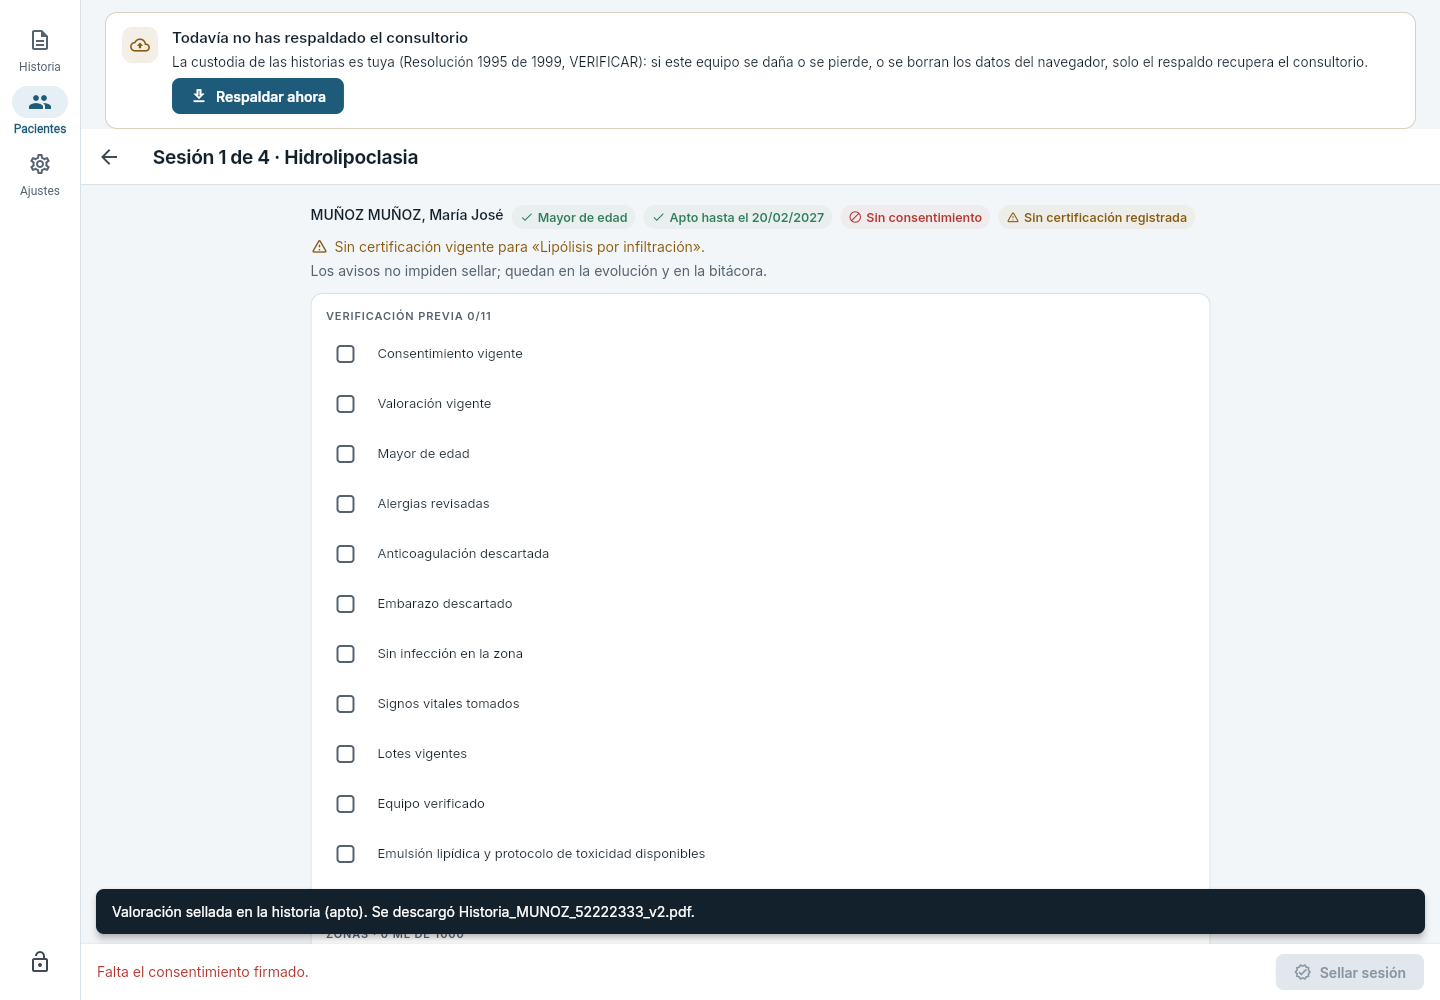 Historia
Pacientes
Ajustes
Todavía no has respaldado el consultorio
La custodia de las historias es tuya (Resolución 1995 de 1999, VERIFICAR): si este equipo se daña o se pierde, o se borran los datos del navegador, solo el respaldo recupera el consultorio.
Respaldar ahora
Sesión 1 de 4 · Hidrolipoclasia
MUÑOZ MUÑOZ, María José
Mayor de edad
Apto hasta el 20/02/2027
Sin consentimiento
Sin certificación registrada
Sin certificación vigente para «Lipólisis por infiltración».
Los avisos no impiden sellar; quedan en la evolución y en la bitácora.
VERIFICACIÓN PREVIA 0/11
Consentimiento vigente
Valoración vigente
Mayor de edad
Alergias revisadas
Anticoagulación descartada
Embarazo descartado
Sin infección en la zona
Signos vitales tomados
Lotes vigentes
Equipo verificado
Emulsión lipídica y protocolo de toxicidad disponibles
Valoración sellada en la historia (apto). Se descargó Historia_MUNOZ_52222333_v2.pdf.
ZONAS · 0 ML DE 1000
Falta el consentimiento firmado.
Sellar sesión